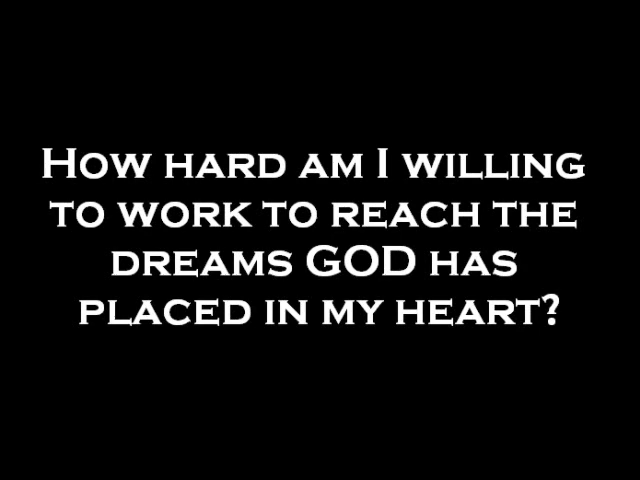 How hard am I willing
to work to reach the
dreams GOD has
placed in my heart?